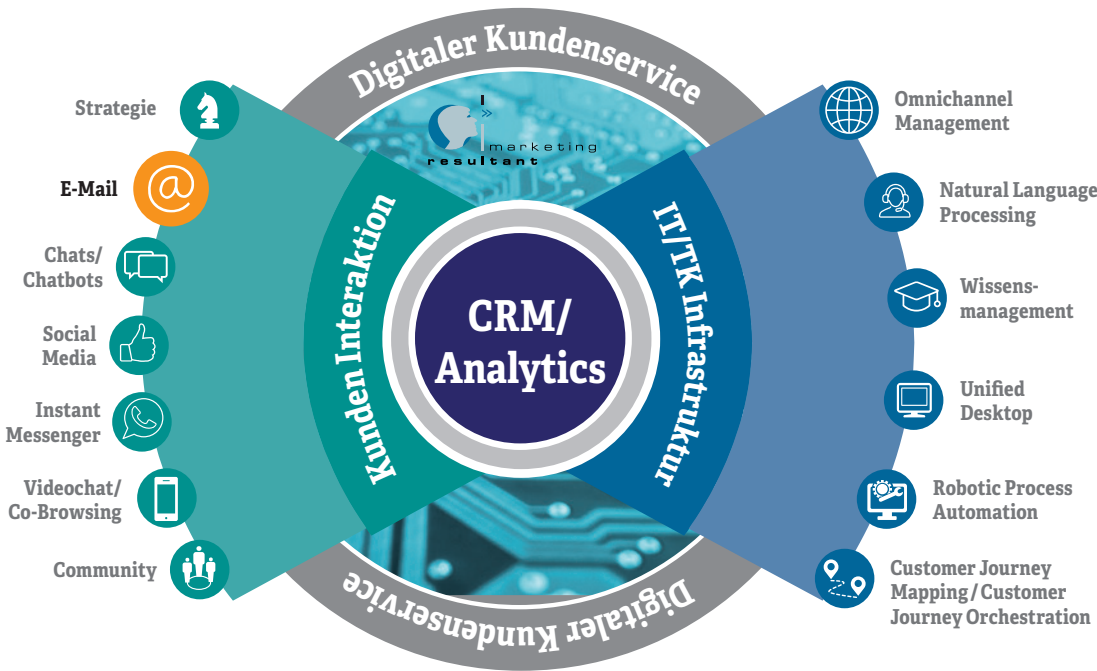 Digitaler Kundenservice
marketing
resultant
Strategie
E-Mail
Chats/
Chatbots
Social
Media
Instant
Messenger
Videochat/
Co-Browsing
Community
Kunden Interaktion
CRM/
Analytics
IT/TK Infrastruktur
Omnichannel
Management
Natural Language
Processing
Wissens-
management
Unified
Desktop
Robotic Process
Automation
Customer Journey
Mapping/Customer
Journey Orchestration
Digitaler Kundenservice